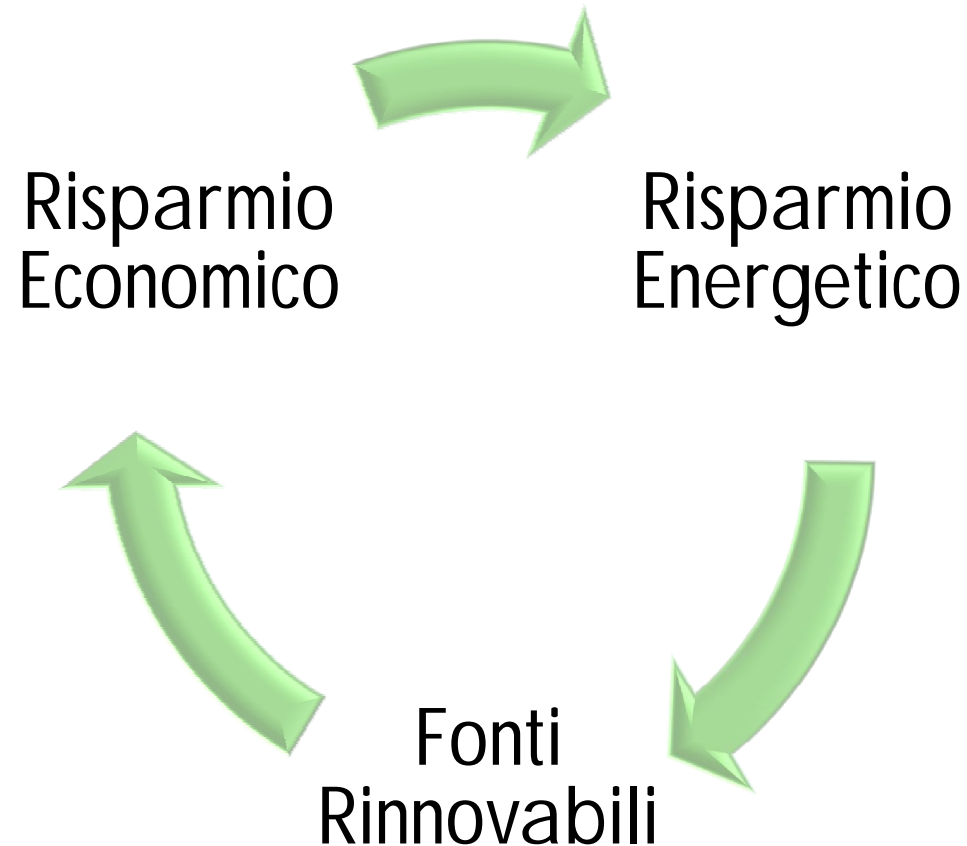 Risparmio
Economico
Risparmio
Energetico
Fonti
Rinnovabili